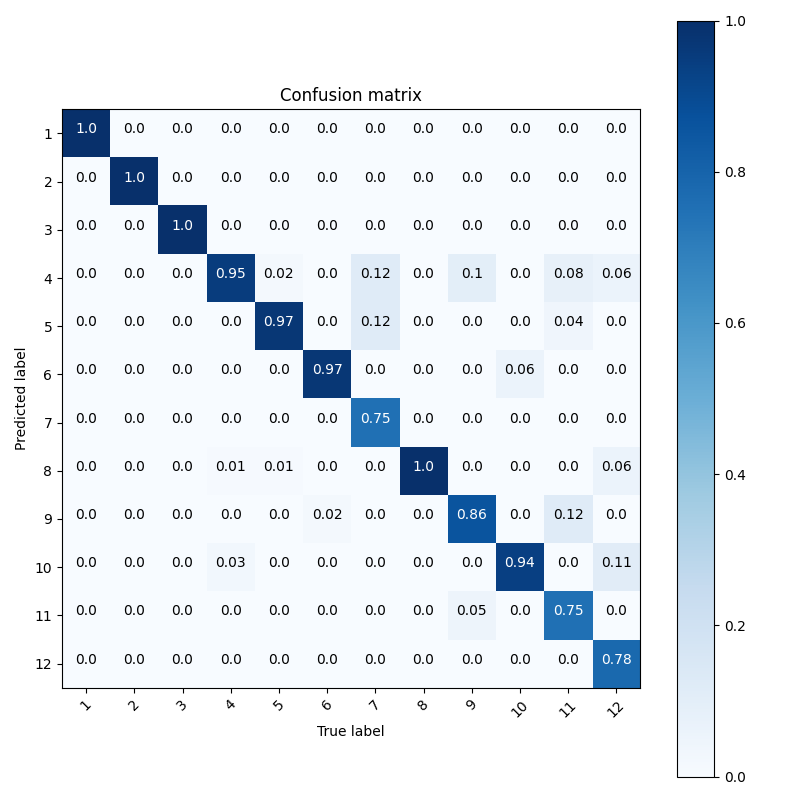 Confusion matrix
1 1.0 0.0 0.0 0.0 0.0 0.0 0.0 0.0 0.0 0.0 0.0 0.0
2 0.0 1.0 0.0 0.0 0.0 0.0 0.0 0.0 0.0 0.0 0.0 0.0
3 0.0 0.0 1.0 0.0 0.0 0.0 0.0 0.0 0.0 0.0 0.0 0.0
4 0.0 0.0 0.0 0.95 0.02 0.0 0.12 0.0 0.1 0.0 0.08 0.06
5 0.0 0.0 0.0 0.0 0.97 0.0 0.12 0.0 0.0 0.0 0.04 0.0
6 0.0 0.0 0.0 0.0 0.0 0.97 0.0 0.0 0.0 0.06 0.0 0.0
7 0.0 0.0 0.0 0.0 0.0 0.0 0.75 0.0 0.0 0.0 0.0 0.0
8 0.0 0.0 0.0 0.01 0.01 0.0 0.0 1.0 0.0 0.0 0.0 0.06
9 0.0 0.0 0.0 0.0 0.0 0.02 0.0 0.0 0.86 0.0 0.12 0.0
10 0.0 0.0 0.0 0.03 0.0 0.0 0.0 0.0 0.0 0.94 0.0 0.11
11 0.0 0.0 0.0 0.0 0.0 0.0 0.0 0.0 0.05 0.0 0.75 0.0
12 0.0 0.0 0.0 0.0 0.0 0.0 0.0 0.0 0.0 0.0 0.0 0.78
1 2 3 4 5 6 7 8 9 10 11 12
True label
Predicted label
1.0
0.8
0.6
0.4
0.2
0.0